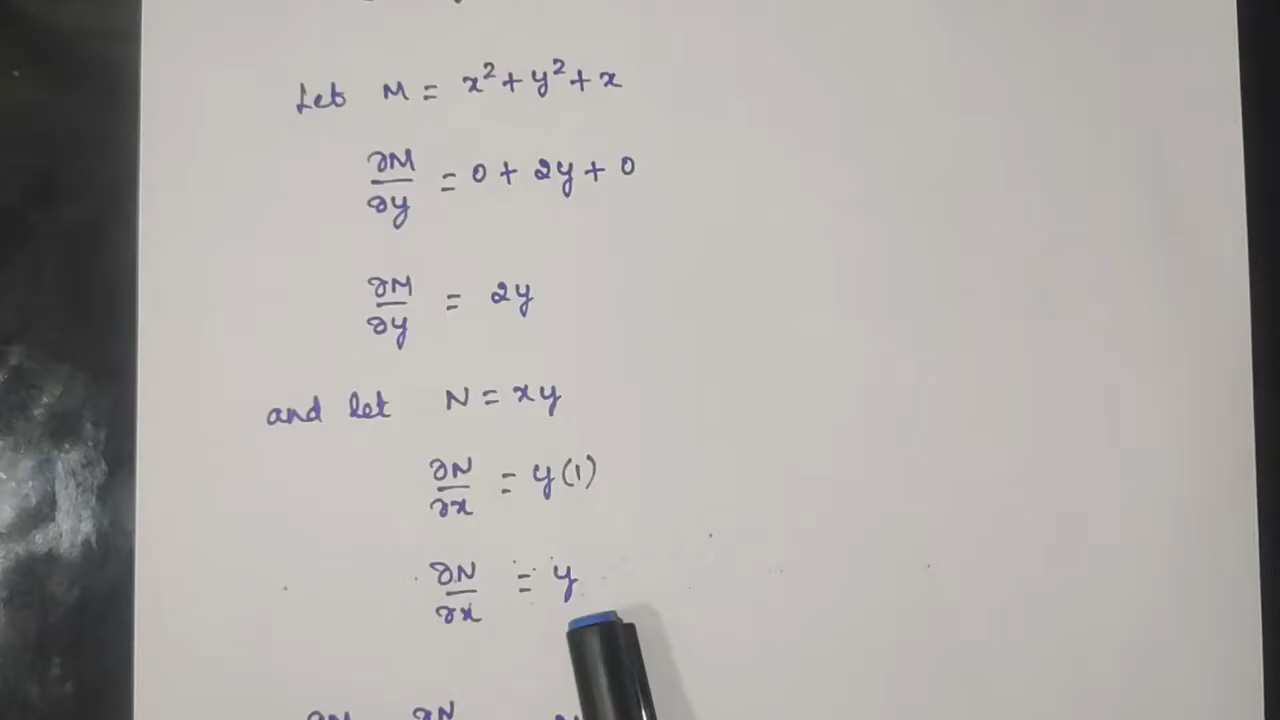 Let M = x² + y² + x
∂M/∂y = 0 + 2y + 0
∂M/∂y = 2y
and let N = xy
∂N/∂x = y(1)
∂N/∂x = y